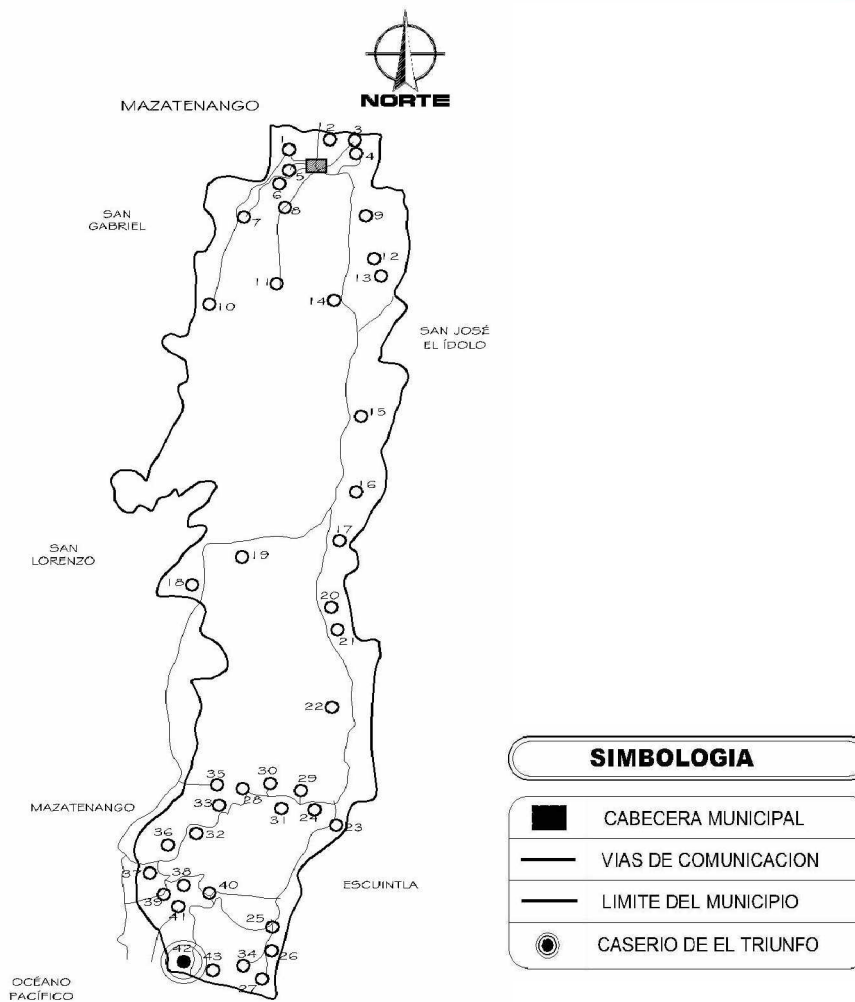 NORTE
MAZATENANGO
12
3
1
4
5
6
SAN
GABRIEL
7
8
9
12
13
11
10
14
SAN JOSÉ
EL ÍDOLO
15
16
17
SAN
LORENZO
19
18
20
21
22
35
30
28
29
MAZATENANGO
33
31
24
23
32
36
37
38
ESCUINTLA
39
40
41
25
42
34
26
43
27
OCÉANO
PACÍFICO
SIMBOLOGIA
CABECERA MUNICIPAL
VIAS DE COMUNICACION
LIMITE DEL MUNICIPIO
CASERIO DE EL TRIUNFO